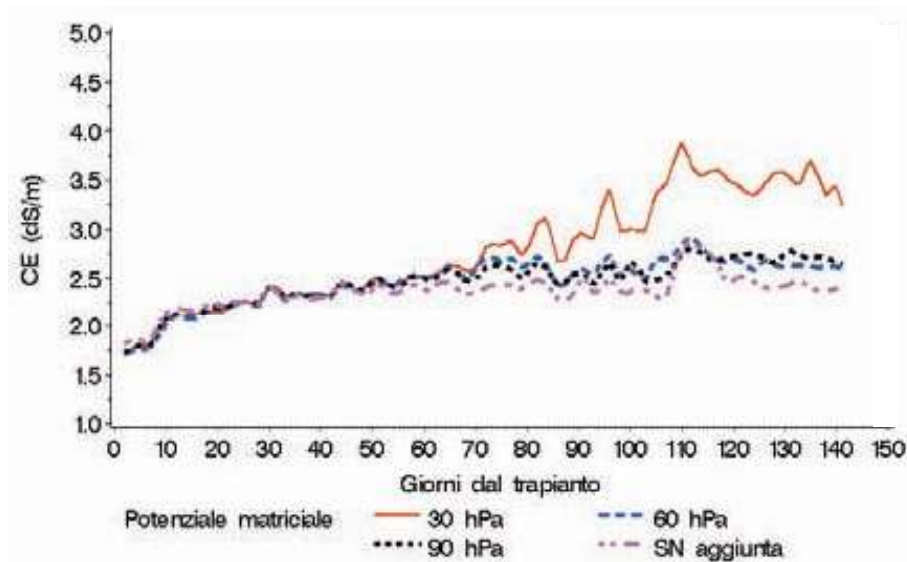 5.0
4.5
4.0
3.5
3.0
2.5
2.0
1.5
1.0
CE (dS/m)
0 10 20 30 40 50 60 70 80 90 100 110 120 130 140 150
Giorni dal trapianto
Potenziale matriciale 30 hPa 60 hPa
90 hPa SN aggiunta